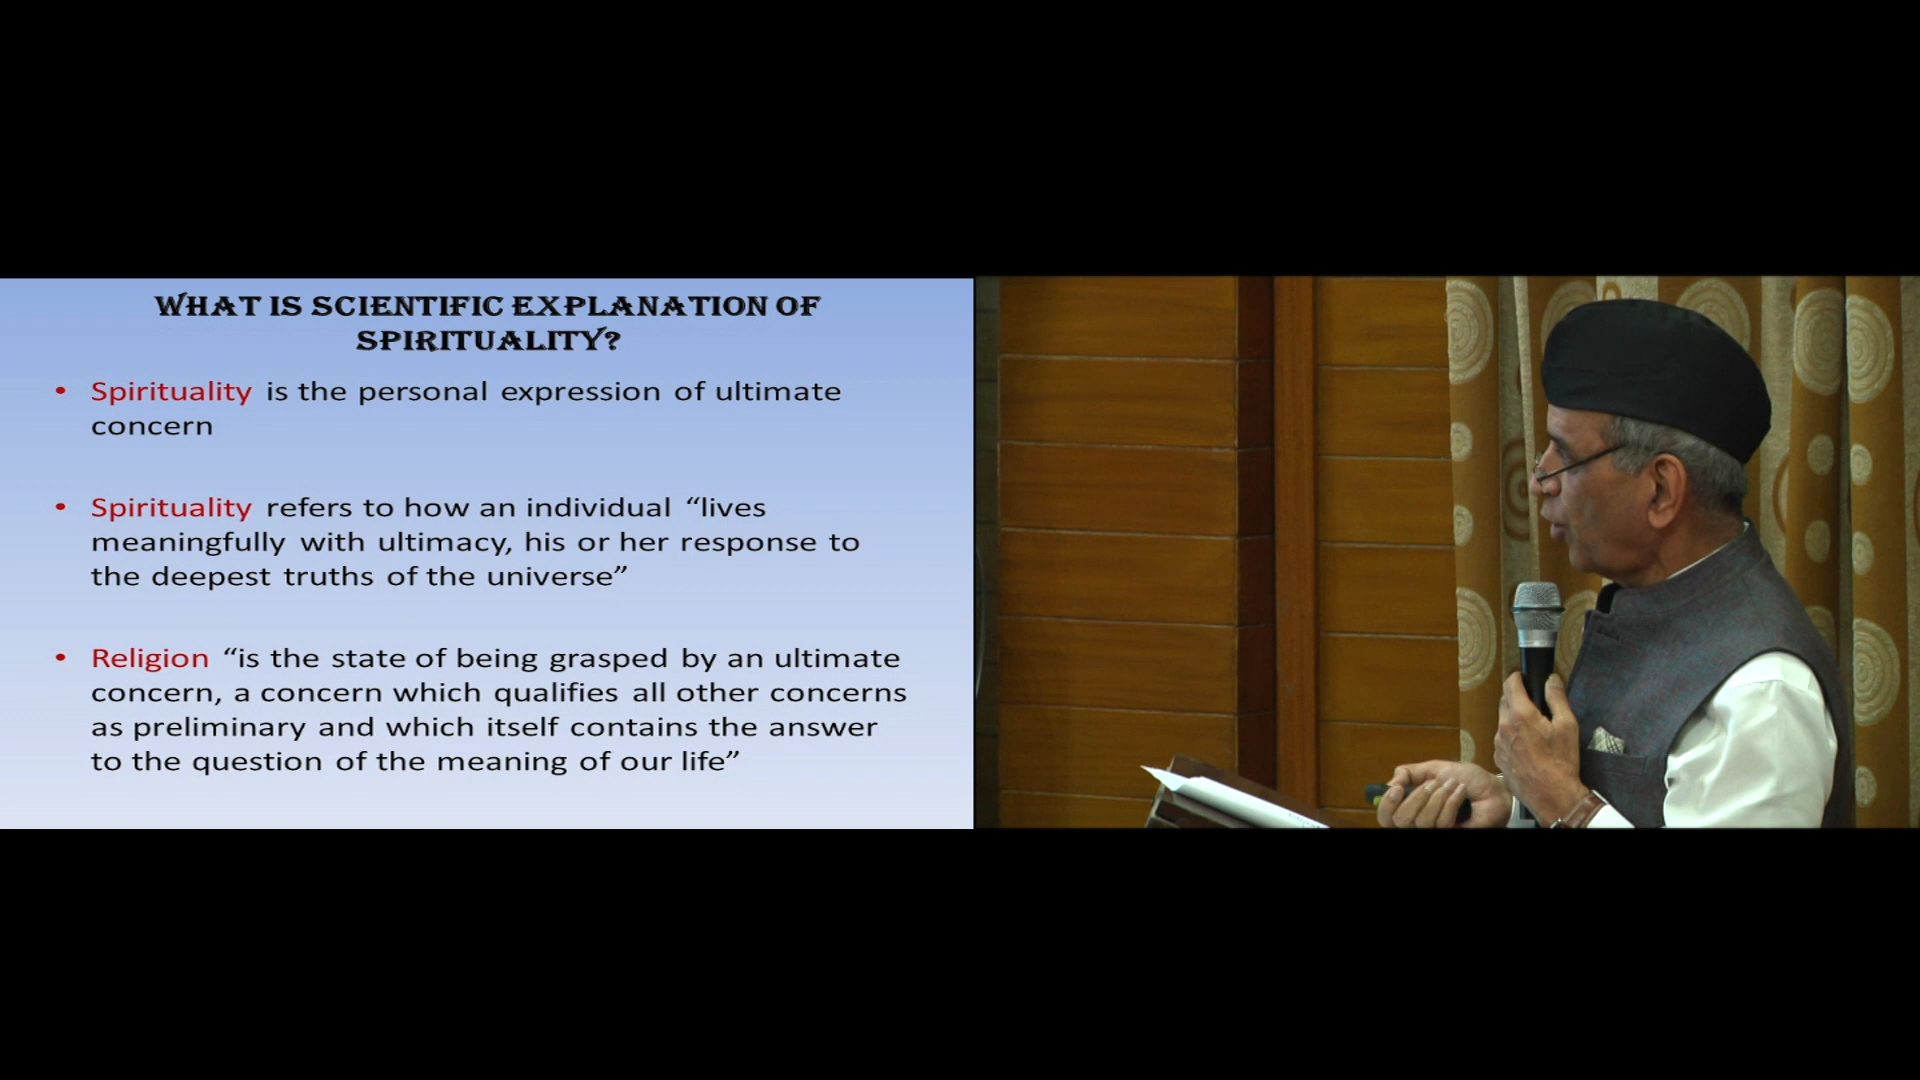 WHAT IS SCIENTIFIC EXPLANATION OF
SPIRITUALITY?
• Spirituality is the personal expression of ultimate
concern
• Spirituality refers to how an individual “lives
meaningfully with ultimacy, his or her response to
the deepest truths of the universe”
• Religion “is the state of being grasped by an ultimate
concern, a concern which qualifies all other concerns
as preliminary and which itself contains the answer
to the question of the meaning of our life”